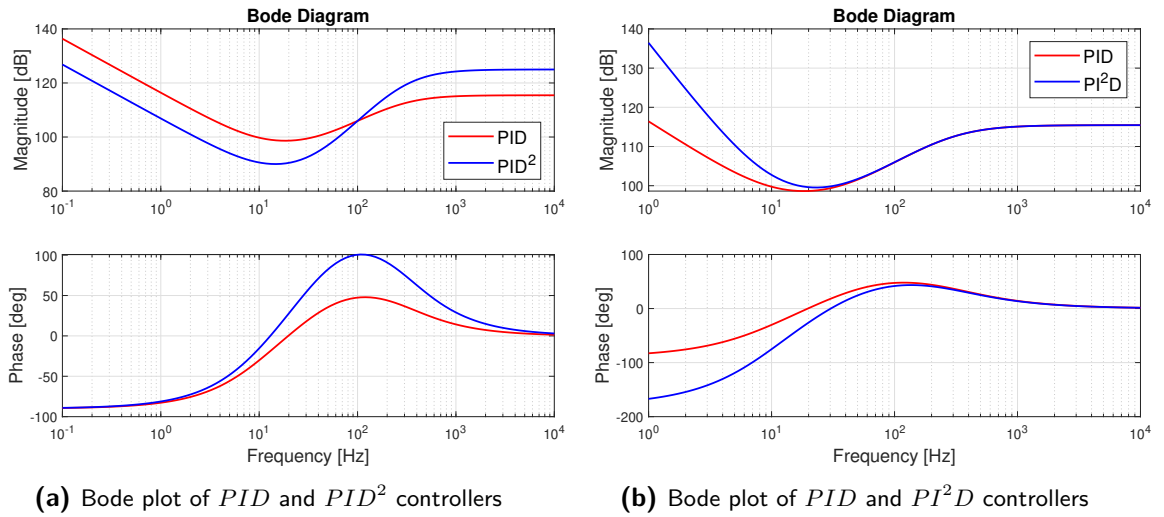 Bode Diagram
Magnitude [dB]
140
120
100
80
PID
PID²
10⁻¹ 10⁰ 10¹ 10² 10³ 10⁴
Phase [deg]
100
50
0
-50
-100
10⁻¹ 10⁰ 10¹ 10² 10³ 10⁴
Frequency [Hz]
(a) Bode plot of PID and PID² controllers
Bode Diagram
Magnitude [dB]
140
130
120
110
100
PID
PI²D
10⁰ 10¹ 10² 10³ 10⁴
Phase [deg]
100
0
-100
-200
10⁰ 10¹ 10² 10³ 10⁴
Frequency [Hz]
(b) Bode plot of PID and PI²D controllers